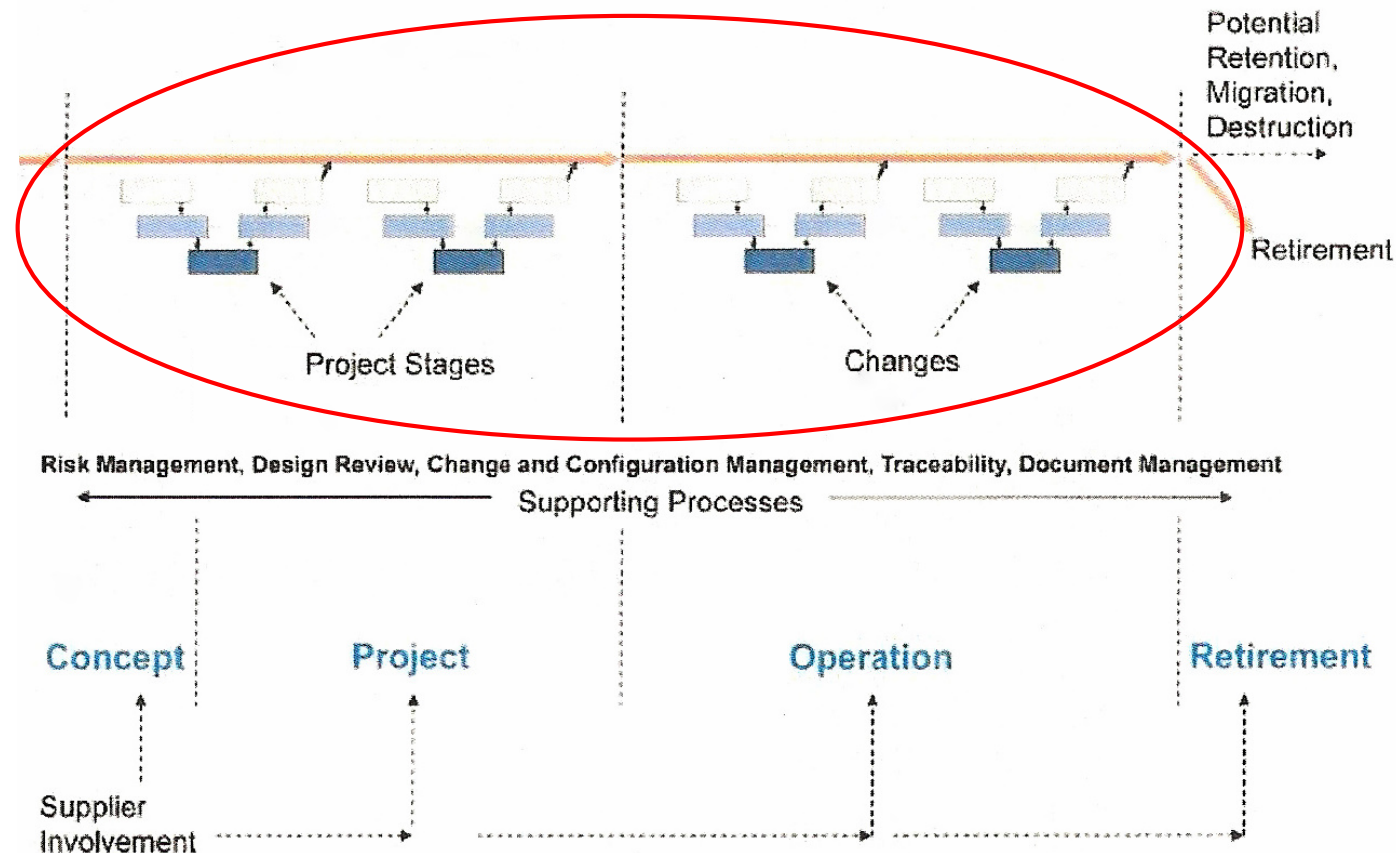 Potential
Retention,
Migration,
Destruction
Retirement
Project Stages
Changes
Risk Management, Design Review, Change and Configuration Management, Traceability, Document Management
Supporting Processes
Concept
Project
Operation
Retirement
Supplier
Involvement